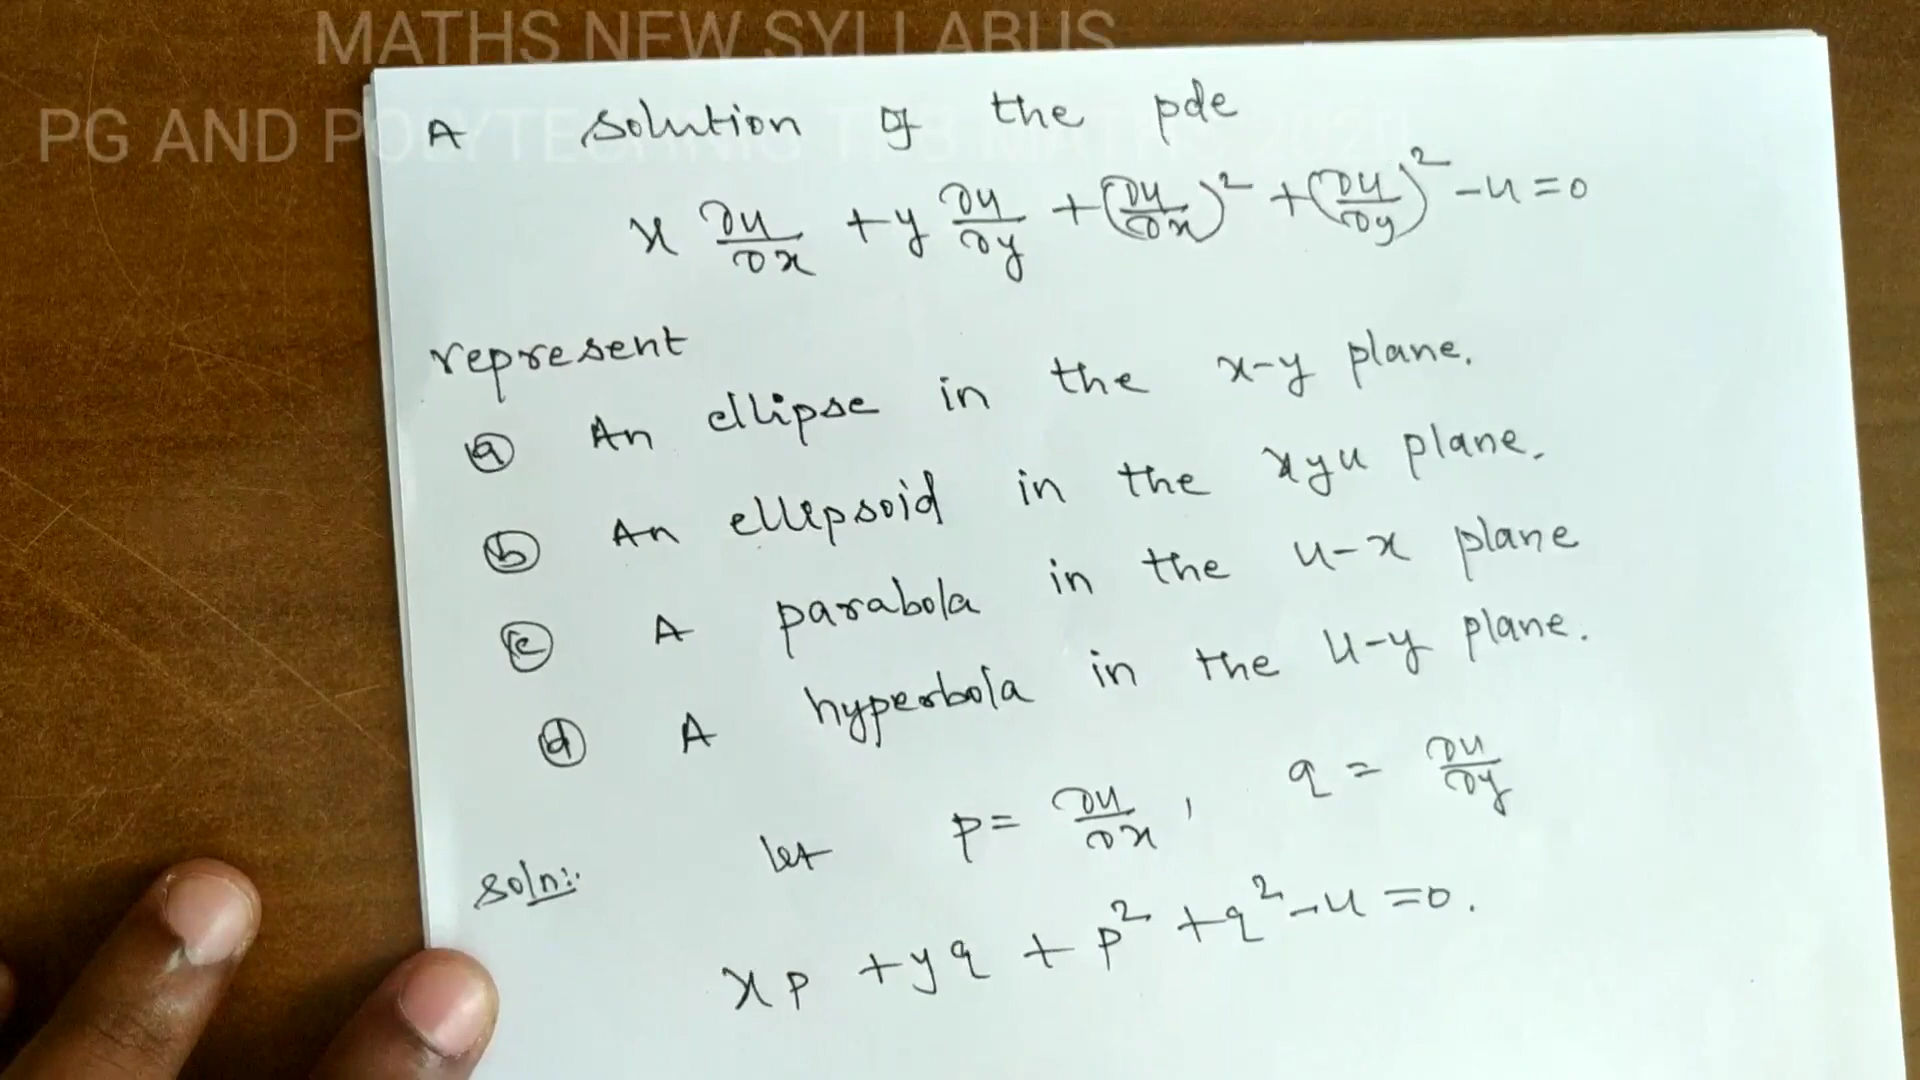 MATHS NEW SYLLABUS
PG AND POLYTECHNIC TRB MATHS
A solution of the pde
x ∂u/∂x + y ∂u/∂y + (∂u/∂x)² + (∂u/∂y)² - u = 0
represent
(a) An ellipse in the x-y plane.
(b) An ellepsoid in the xyu plane.
(c) A parabola in the u-x plane
(d) A hyperbola in the u-y plane.
soln:- let p = ∂u/∂x, q = ∂u/∂y
xp + yq + p² + q² - u = 0.